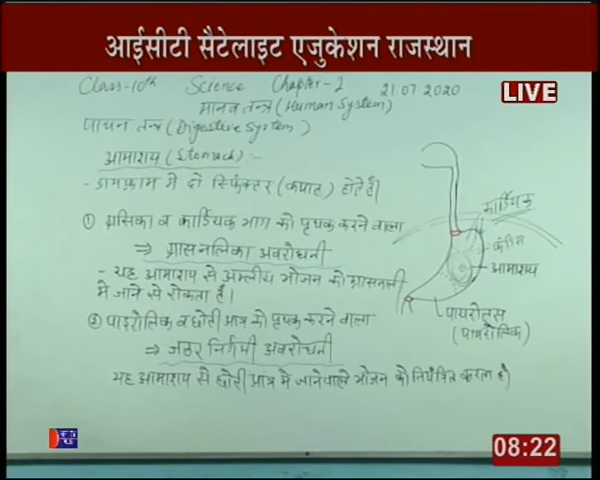 आईसीटी सैटेलाइट एजुकेशन राजस्थान
LIVE
Class-10th Science Chapter-2 21.07.2020
मानव तन्त्र (Human System)
पाचन तन्त्र (Digestive System)
आमाशय (Stomach) :-
- आमाशय में दो स्फिंक्टर (कपाट) होते हैं।
① ग्रसिका व कार्डियक भाग को पृथक करने वाला
⇒ ग्रासनलिका अवरोधनी
- यह आमाशय से अम्लीय भोजन को ग्रासनली
में जाने से रोकता है।
② पाइरोलिक व छोटी आंत्र को पृथक करने वाला
⇒ जठर निर्गमी अवरोधनी
यह आमाशय से छोटी आंत्र में जाने वाले भोजन को नियंत्रित करता है।
कार्डियक
फंडिस
आमाशय
पायरोलस
(पायरोलिक)
08:22